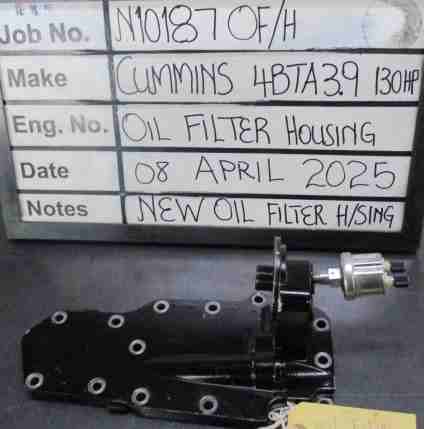 Job No. N10187 OF/H
Make CUMMINS 4BTA3.9 130HP
Eng. No. OIL FILTER HOUSING
Date 08 APRIL 2025
Notes NEW OIL FILTER H/SING